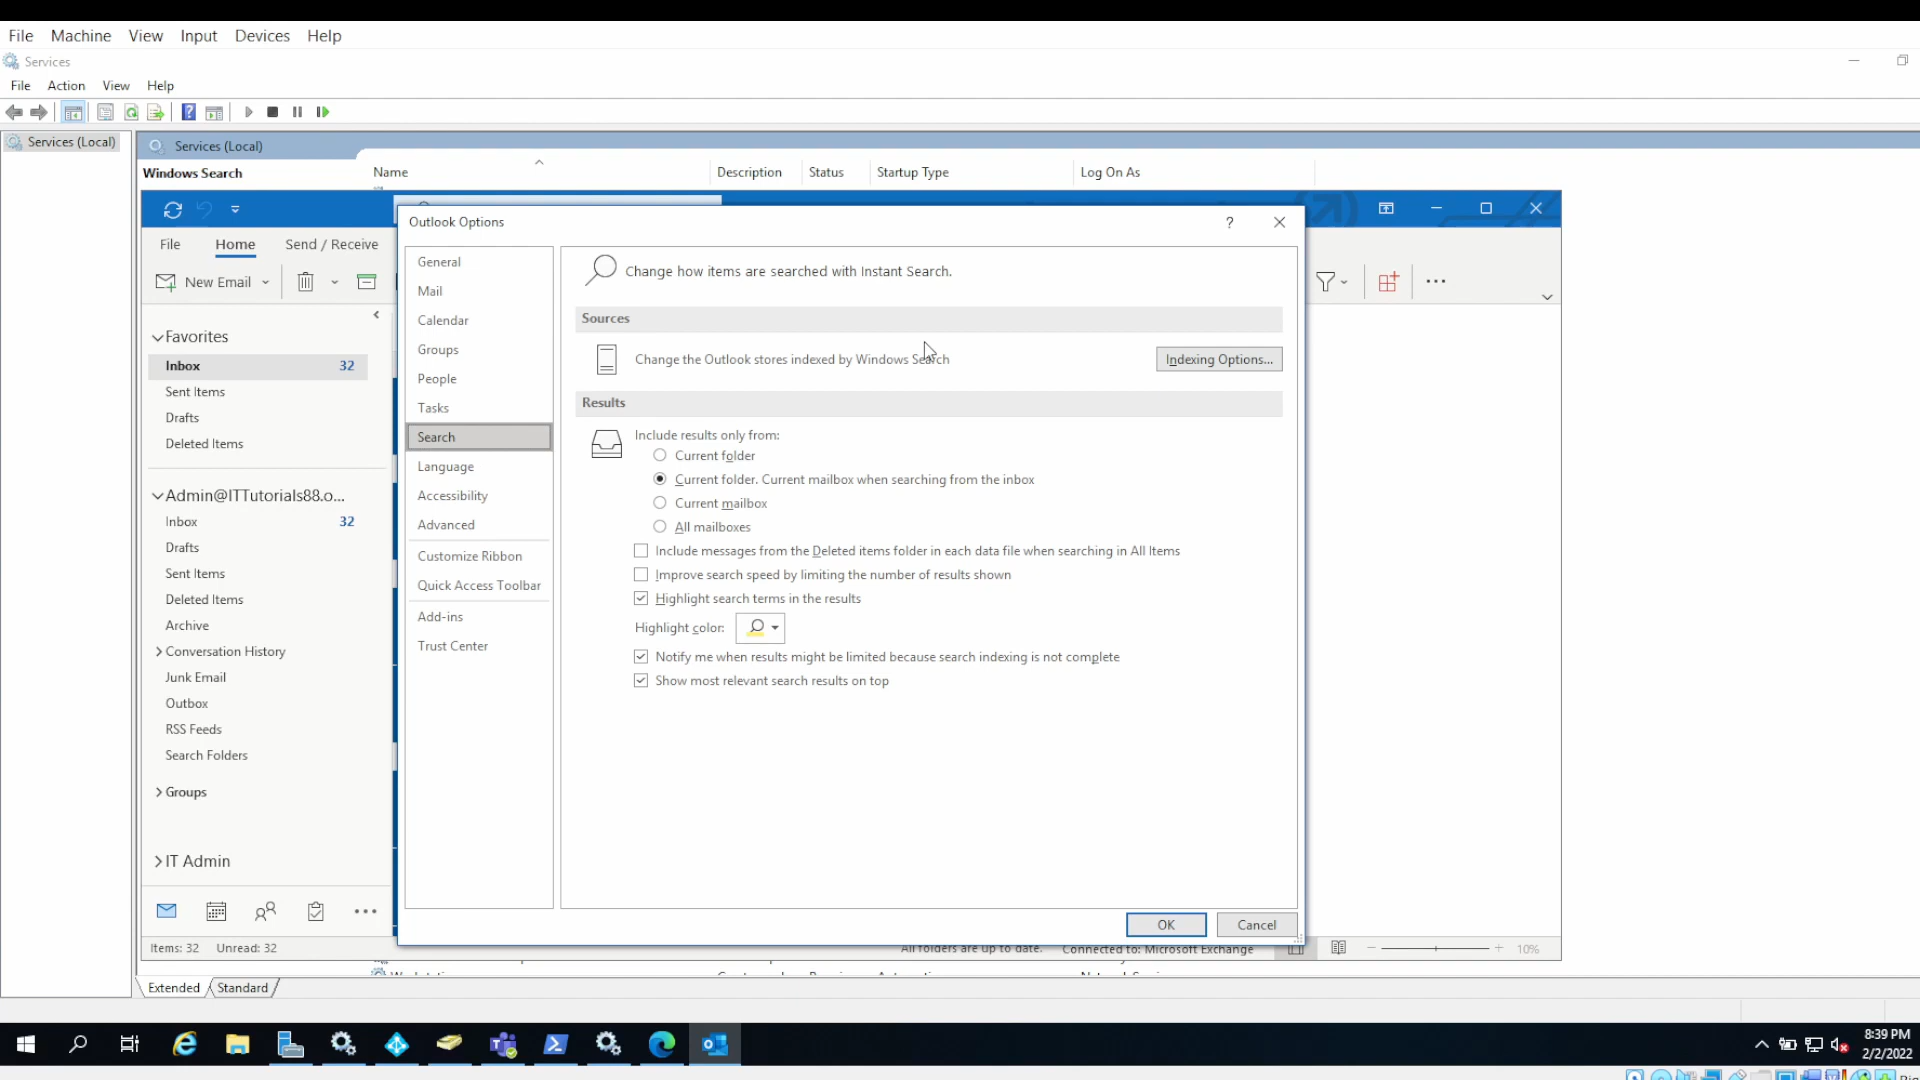 File Machine View Input Devices Help
Services
File Action View Help
Services (Local)
Services (Local)
Windows Search
Name Description Status Startup Type Log On As
File Home Send / Receive
New Email
Favorites
Inbox 32
Sent Items
Drafts
Deleted Items
Admin@ITTutorials88.o...
Inbox 32
Drafts
Sent Items
Deleted Items
Archive
Conversation History
Junk Email
Outbox
RSS Feeds
Search Folders
Groups
IT Admin
Items: 32 Unread: 32
Outlook Options
General
Mail
Calendar
Groups
People
Tasks
Search
Language
Accessibility
Advanced
Customize Ribbon
Quick Access Toolbar
Add-ins
Trust Center
Change how items are searched with Instant Search.
Sources
Change the Outlook stores indexed by Windows Search
Indexing Options...
Results
Include results only from:
Current folder
Current folder. Current mailbox when searching from the inbox
Current mailbox
All mailboxes
Include messages from the Deleted items folder in each data file when searching in All Items
Improve search speed by limiting the number of results shown
Highlight search terms in the results
Highlight color:
Notify me when results might be limited because search indexing is not complete
Show most relevant search results on top
OK Cancel
All folders are up to date. Connected to: Microsoft Exchange
10%
Extended Standard
8:39 PM
2/2/2022